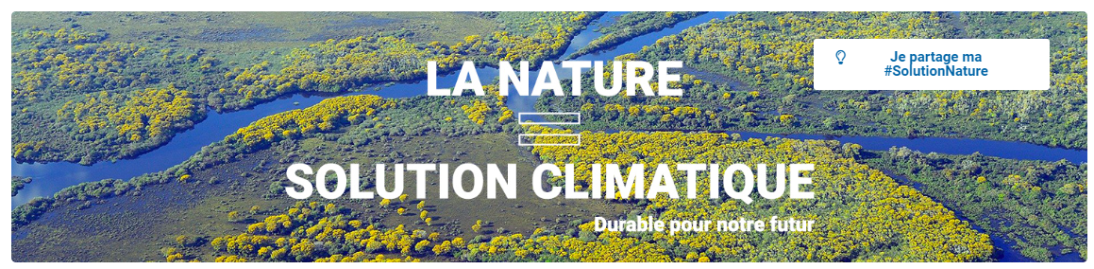 LA NATURE
=
SOLUTION CLIMATIQUE
Durable pour notre futur
Je partage ma
#SolutionNature